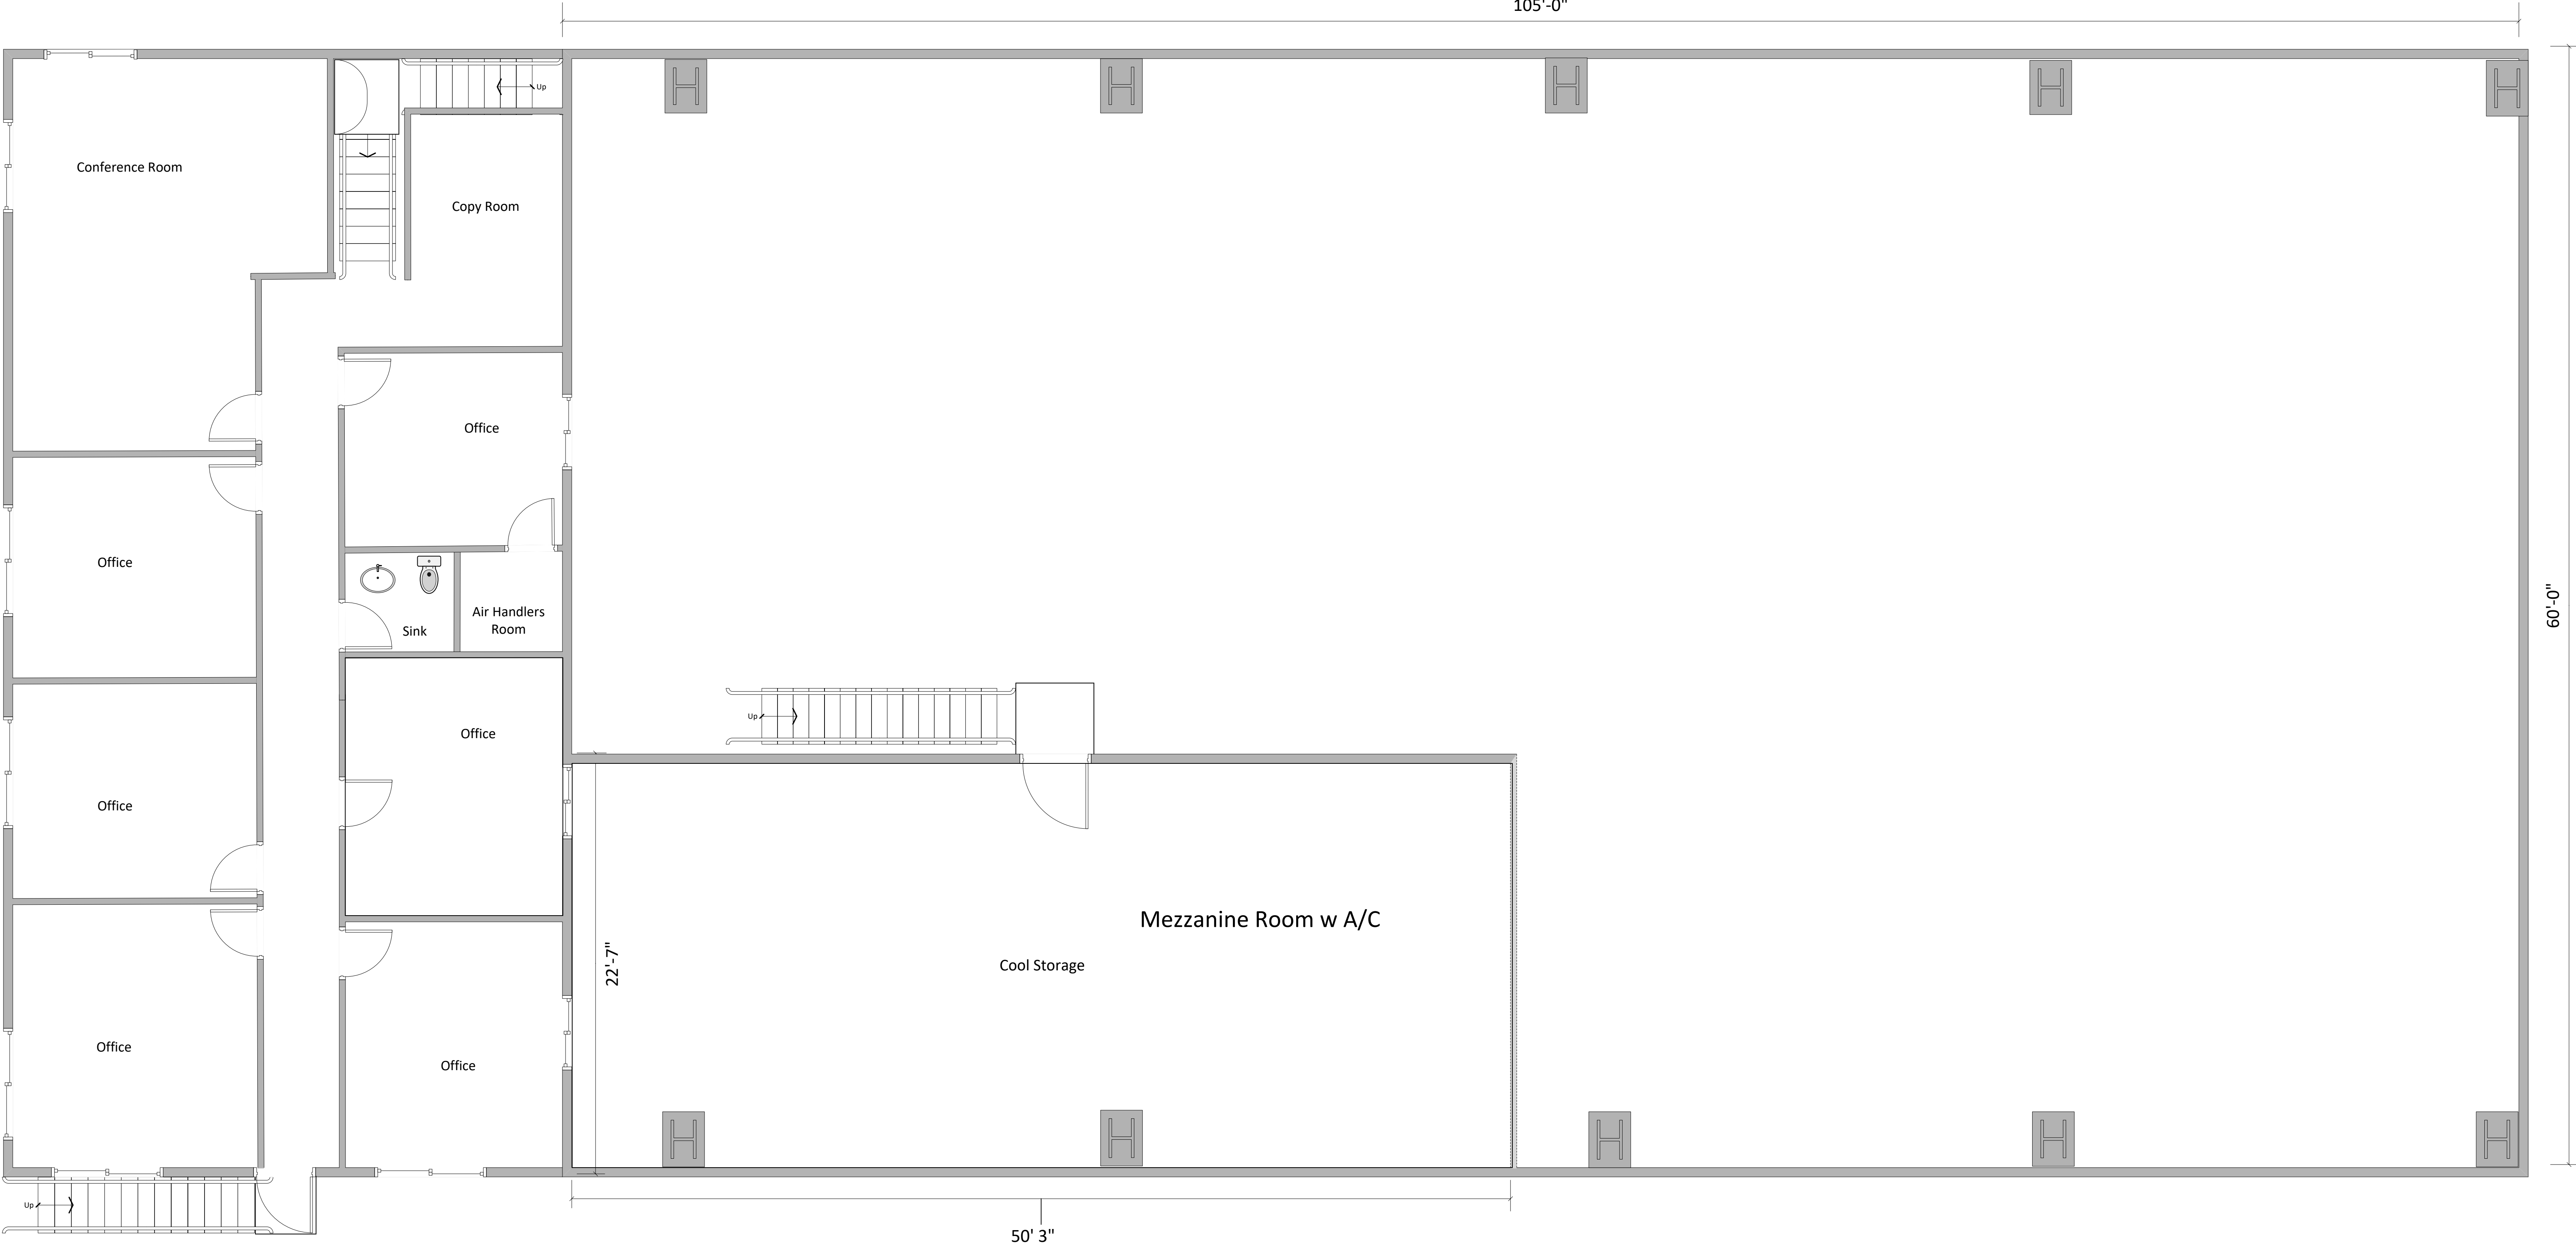 105'-0"
Up
Conference Room
Copy Room
Office
Office
Air Handlers
Room
Sink
60'-0"
Up
Office
Office
Mezzanine Room w A/C
Cool Storage
22'-7"
Office
Office
Up
50' 3"